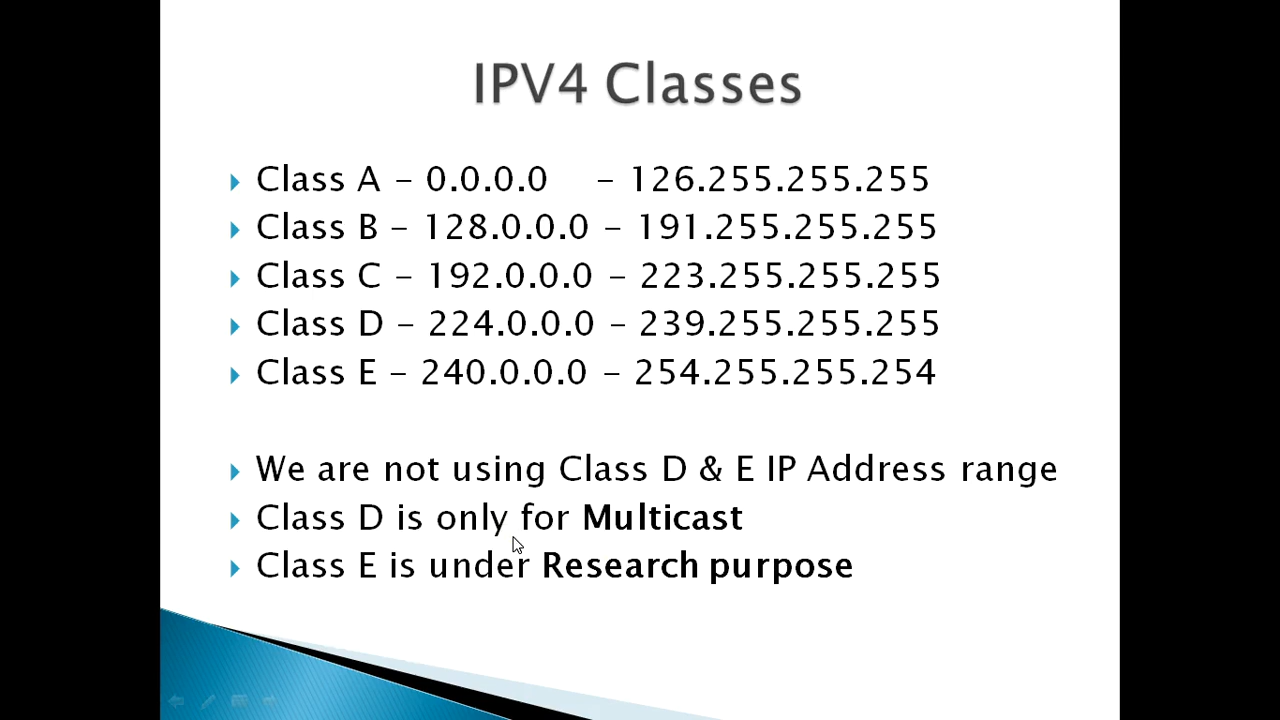 IPV4 Classes
Class A – 0.0.0.0 – 126.255.255.255
Class B – 128.0.0.0 – 191.255.255.255
Class C – 192.0.0.0 – 223.255.255.255
Class D – 224.0.0.0 – 239.255.255.255
Class E – 240.0.0.0 – 254.255.255.254
We are not using Class D & E IP Address range
Class D is only for Multicast
Class E is under Research purpose